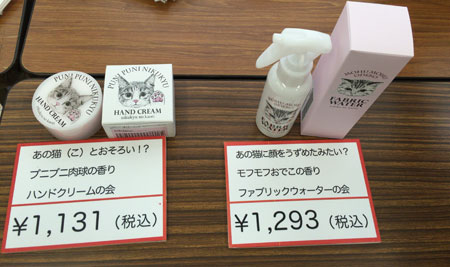 PUNI PUNI NIKUKYU
HAND CREAM
PUNI PUNI NIKUKYU
HAND CREAM
FABRIC
WATER
あの猫（こ）とおそろい！？
プニプニ肉球の香り
ハンドクリームの会
¥1,131（税込）
あの猫に顔をうずめたみたい？
モフモフおでこの香り
ファブリックウォーターの会
¥1,293（税込）